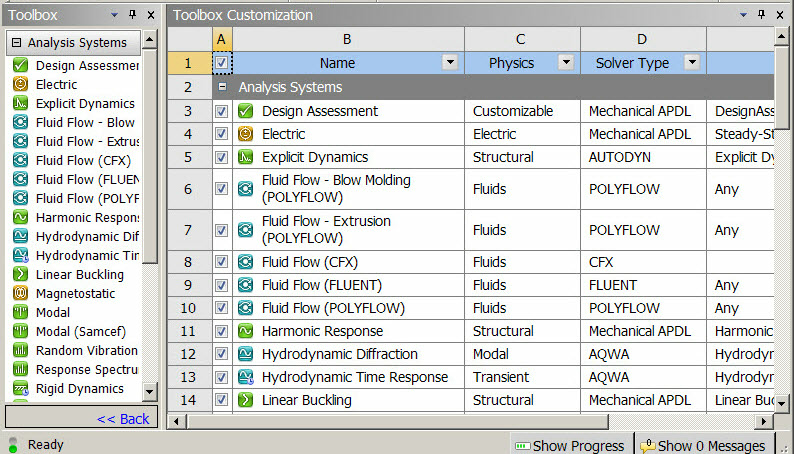 Toolbox
Analysis Systems
Design Assessmer
Electric
Explicit Dynamics
Fluid Flow - Blow
Fluid Flow - Extrus
Fluid Flow (CFX)
Fluid Flow (FLUEN
Fluid Flow (POLYF
Harmonic Respon
Hydrodynamic Dif
Hydrodynamic Tin
Linear Buckling
Magnetostatic
Modal
Modal (Samcef)
Random Vibration
Response Spectru
Rigid Dynamics
<< Back
Toolbox Customization
A B C D
1 Name Physics Solver Type
2 Analysis Systems
3 Design Assessment Customizable Mechanical APDL DesignAss
4 Electric Electric Mechanical APDL Steady-St
5 Explicit Dynamics Structural AUTODYN Explicit Dy
6 Fluid Flow - Blow Molding (POLYFLOW) Fluids POLYFLOW Any
7 Fluid Flow - Extrusion (POLYFLOW) Fluids POLYFLOW Any
8 Fluid Flow (CFX) Fluids CFX
9 Fluid Flow (FLUENT) Fluids FLUENT Any
10 Fluid Flow (POLYFLOW) Fluids POLYFLOW Any
11 Harmonic Response Structural Mechanical APDL Harmonic
12 Hydrodynamic Diffraction Modal AQWA Hydrodyn
13 Hydrodynamic Time Response Transient AQWA Hydrodyn
14 Linear Buckling Structural Mechanical APDL Linear Buc
Ready
Show Progress
Show 0 Messages